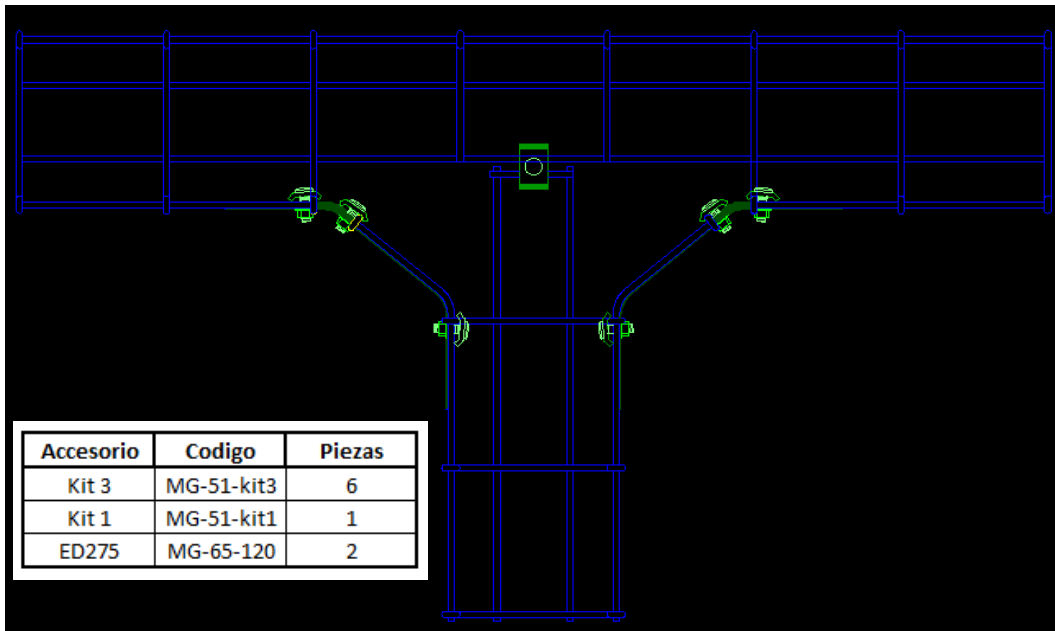 Accesorio Codigo Piezas
Kit 3 MG-51-kit3 6
Kit 1 MG-51-kit1 1
ED275 MG-65-120 2